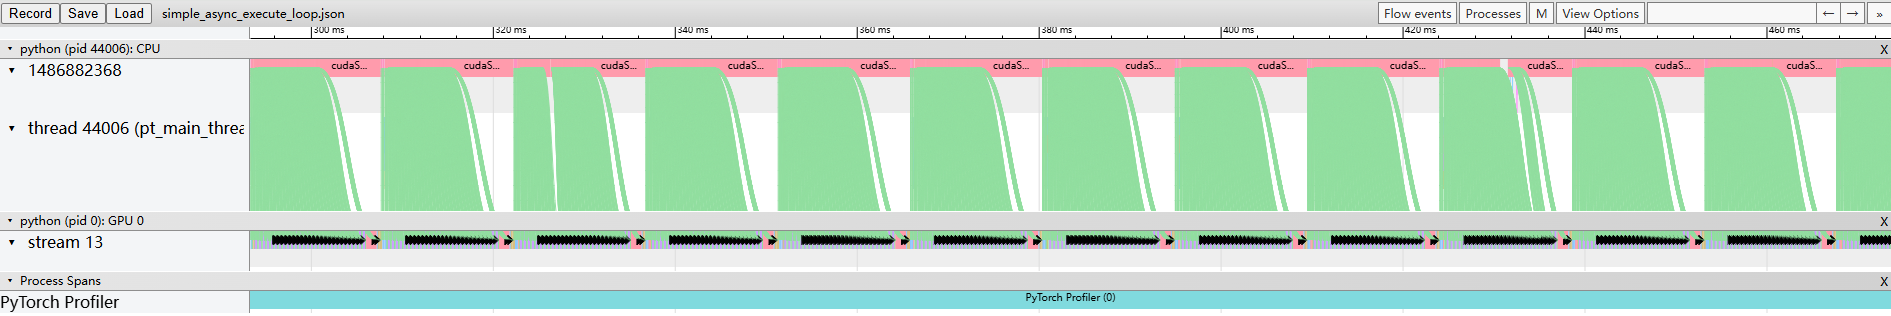 Record Save Load simple_async_execute_loop.json Flow events Processes M View Options ← → »
300 ms 320 ms 340 ms 360 ms 380 ms 400 ms 420 ms 440 ms 460 ms
▾ python (pid 44006): CPU X
▾ 1486882368 cudaS... cudaS... cudaS... cudaS... cudaS... cudaS... cudaS... cudaS... cudaS... cudaS... cudaS... cudaS...
▾ thread 44006 (pt_main_threa
▾ python (pid 0): GPU 0 X
▾ stream 13
▾ Process Spans X
PyTorch Profiler PyTorch Profiler (0)